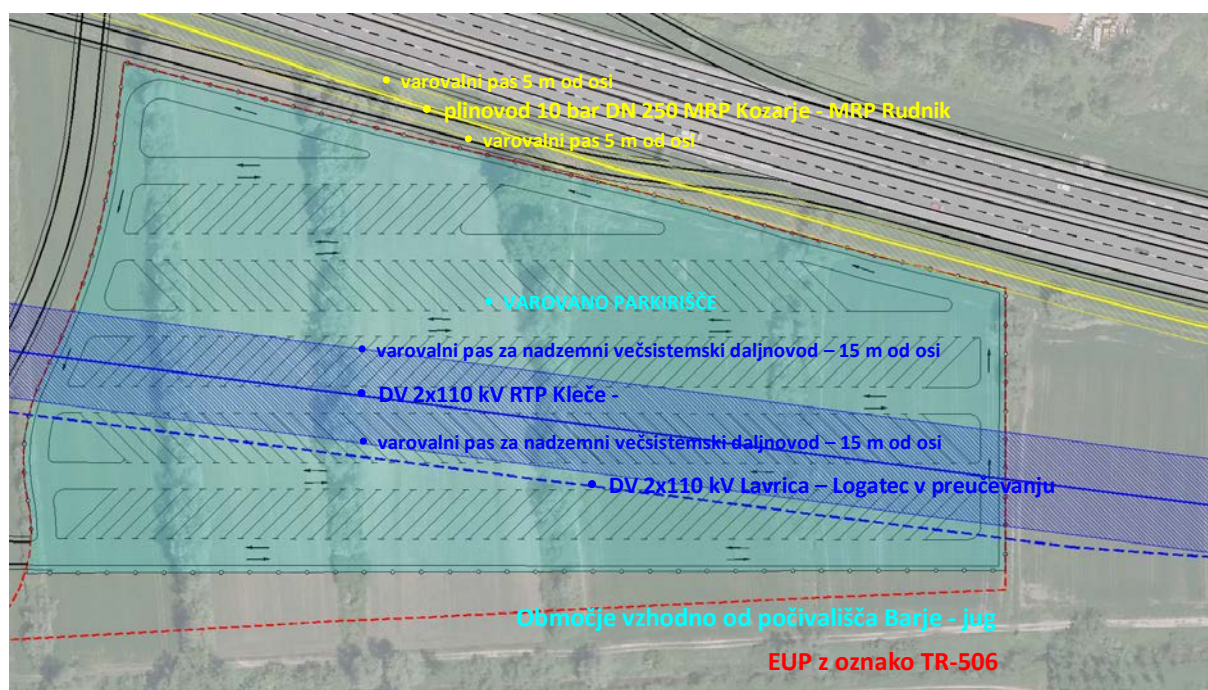 • varovalni pas 5 m od osi
• plinovod 10 bar DN 250 MRP Kozarje - MRP Rudnik
• varovalni pas 5 m od osi
• VAROVANO PARKIRIŠČE
• varovalni pas za nadzemni večsistemski daljnovod – 15 m od osi
• DV 2x110 kV RTP Kleče -
• varovalni pas za nadzemni večsistemski daljnovod – 15 m od osi
• DV 2x110 kV Lavrica – Logatec v preučevanju
Območje vzhodno od počivališča Barje - jug
EUP z oznako TR-506